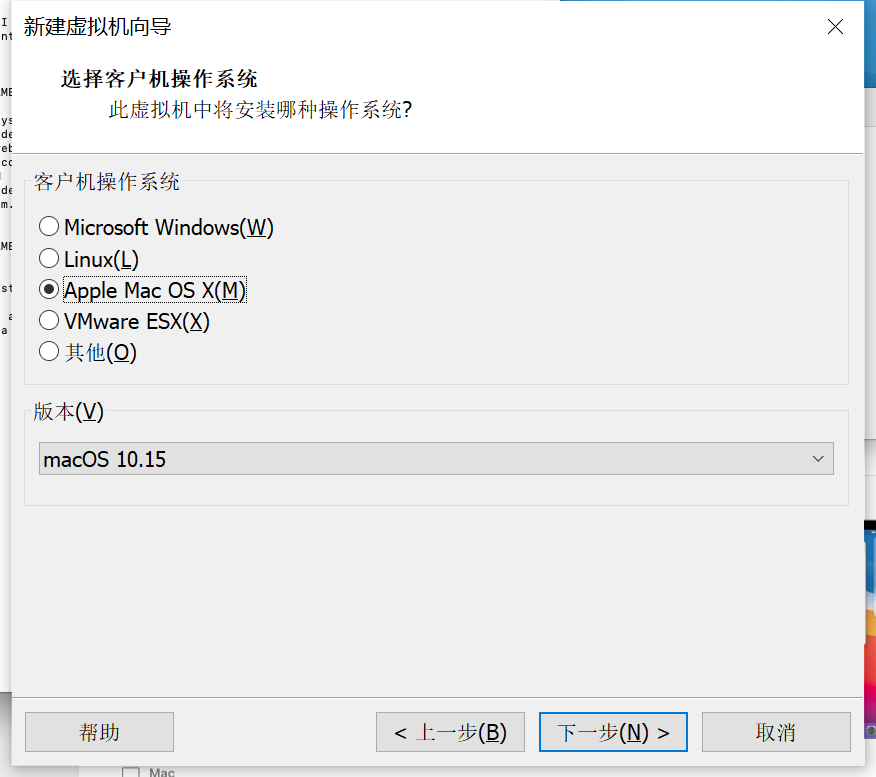 新建虚拟机向导
选择客户机操作系统
此虚拟机中将安装哪种操作系统?
客户机操作系统
Microsoft Windows(W)
Linux(L)
Apple Mac OS X(M)
VMware ESX(X)
其他(O)
版本(V)
macOS 10.15
帮助
< 上一步(B)
下一步(N) >
取消
Mac